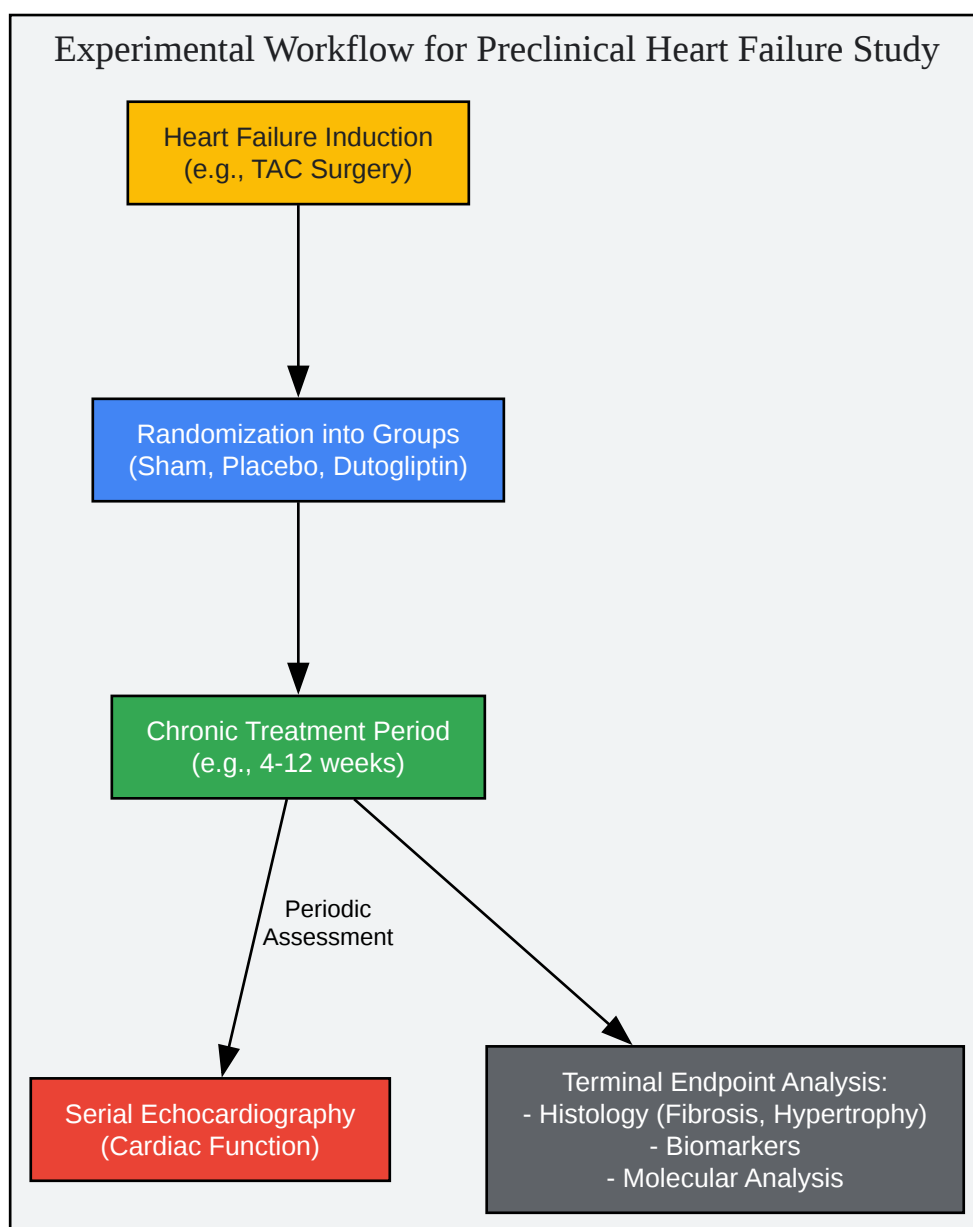 Experimental Workflow for Preclinical Heart Failure Study
Heart Failure Induction
(e.g., TAC Surgery)
Randomization into Groups
(Sham, Placebo, Dutogliptin)
Chronic Treatment Period
(e.g., 4-12 weeks)
Periodic
Assessment
Serial Echocardiography
(Cardiac Function)
Terminal Endpoint Analysis:
- Histology (Fibrosis, Hypertrophy)
- Biomarkers
- Molecular Analysis